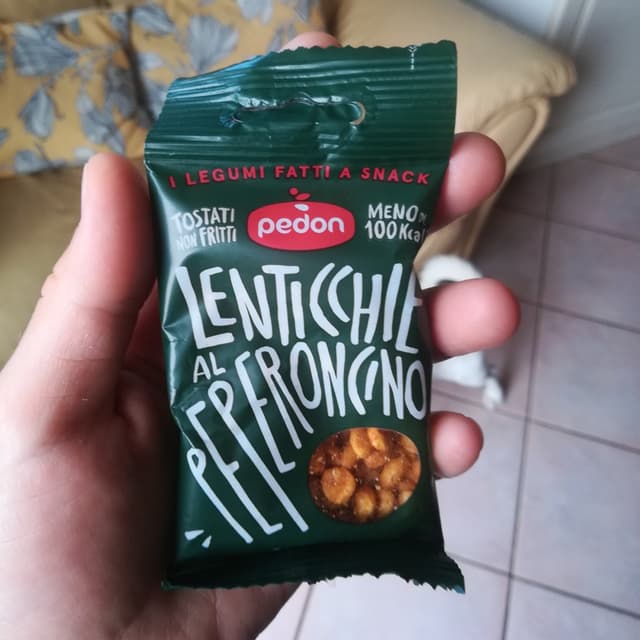 I LEGUMI FATTI A SNACK
TOSTATI
NON FRITTI
pedon
MENO DI
100 Kcal
LENTICCHIE
AL
PEPERONCINO